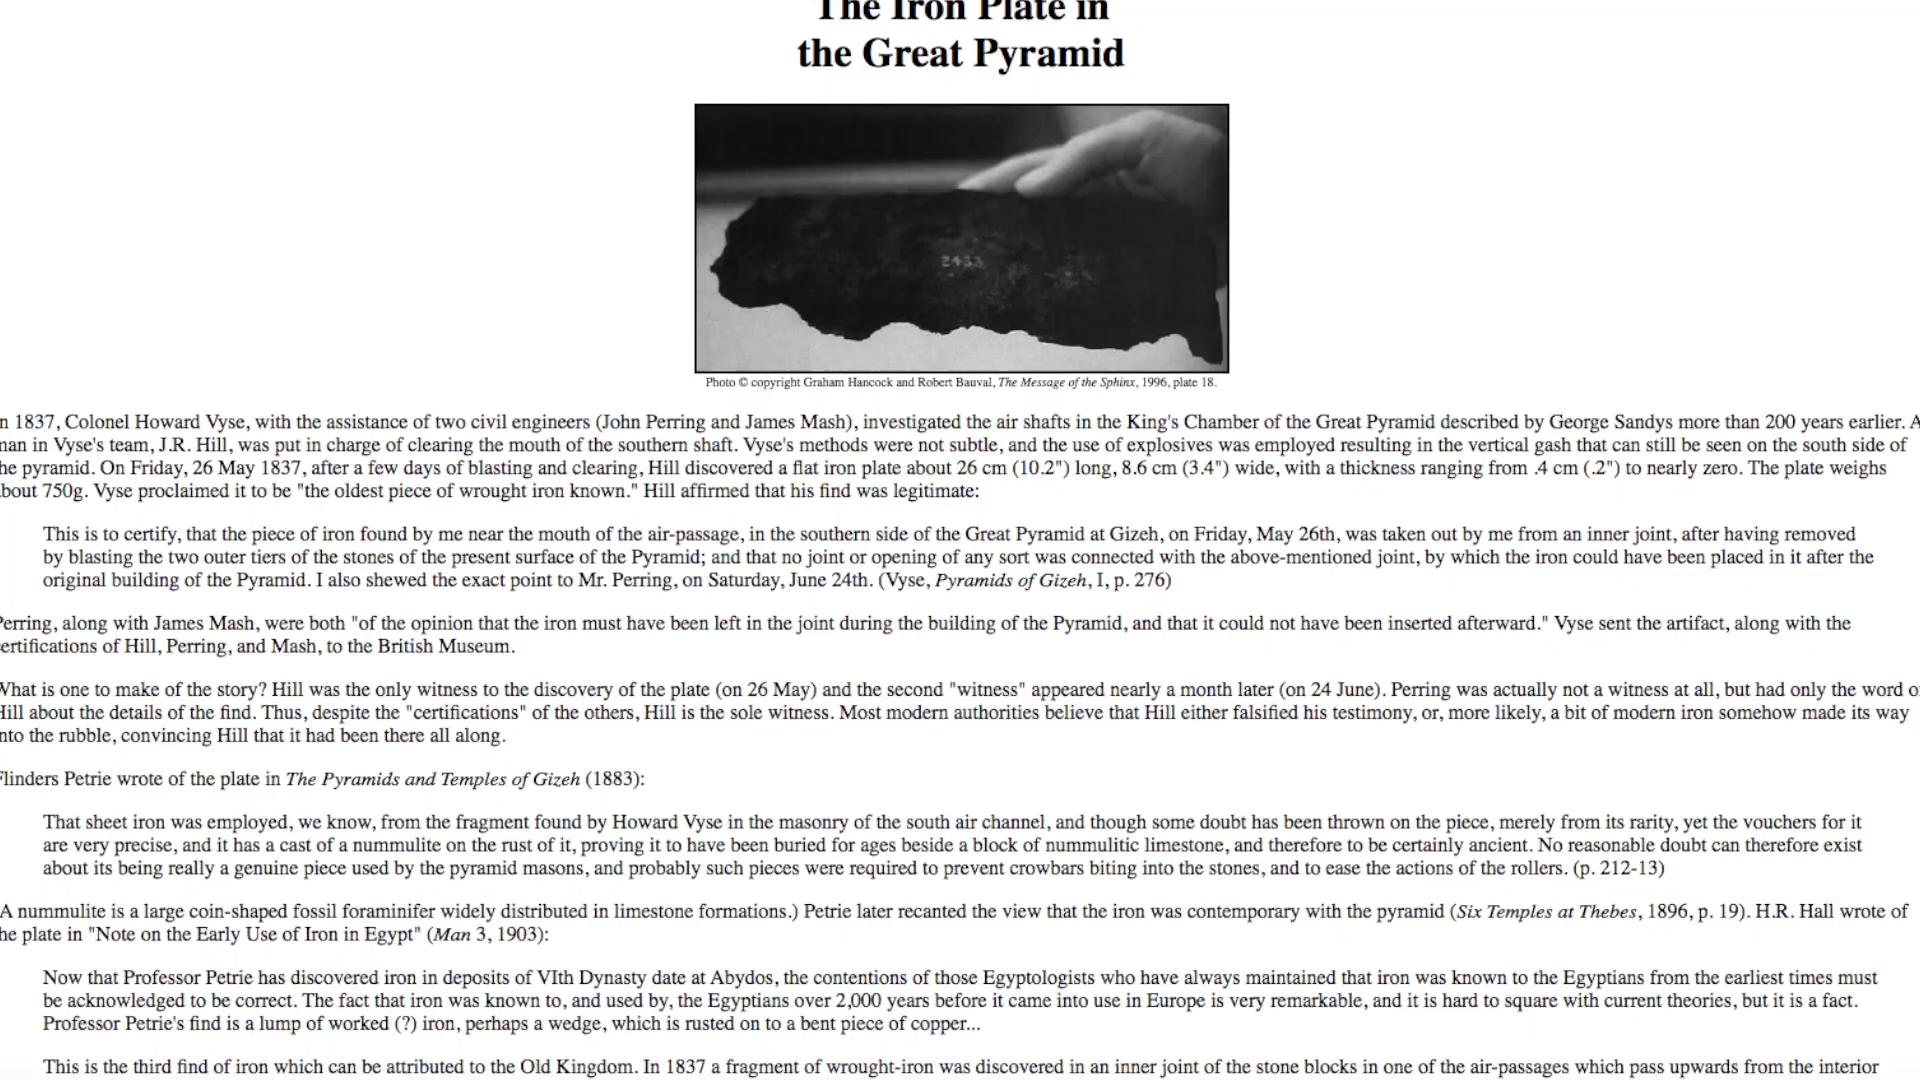 The Iron Plate in
the Great Pyramid
2433
Photo © copyright Graham Hancock and Robert Bauval, The Message of the Sphinx, 1996, plate 18.
n 1837, Colonel Howard Vyse, with the assistance of two civil engineers (John Perring and James Mash), investigated the air shafts in the King's Chamber of the Great Pyramid described by George Sandys more than 200 years earlier. A
man in Vyse's team, J.R. Hill, was put in charge of clearing the mouth of the southern shaft. Vyse's methods were not subtle, and the use of explosives was employed resulting in the vertical gash that can still be seen on the south side of
he pyramid. On Friday, 26 May 1837, after a few days of blasting and clearing, Hill discovered a flat iron plate about 26 cm (10.2") long, 8.6 cm (3.4") wide, with a thickness ranging from .4 cm (.2") to nearly zero. The plate weighs
bout 750g. Vyse proclaimed it to be "the oldest piece of wrought iron known." Hill affirmed that his find was legitimate:
This is to certify, that the piece of iron found by me near the mouth of the air-passage, in the southern side of the Great Pyramid at Gizeh, on Friday, May 26th, was taken out by me from an inner joint, after having removed
by blasting the two outer tiers of the stones of the present surface of the Pyramid; and that no joint or opening of any sort was connected with the above-mentioned joint, by which the iron could have been placed in it after the
original building of the Pyramid. I also shewed the exact point to Mr. Perring, on Saturday, June 24th. (Vyse, Pyramids of Gizeh, I, p. 276)
Perring, along with James Mash, were both "of the opinion that the iron must have been left in the joint during the building of the Pyramid, and that it could not have been inserted afterward." Vyse sent the artifact, along with the
ertifications of Hill, Perring, and Mash, to the British Museum.
What is one to make of the story? Hill was the only witness to the discovery of the plate (on 26 May) and the second "witness" appeared nearly a month later (on 24 June). Perring was actually not a witness at all, but had only the word o
Hill about the details of the find. Thus, despite the "certifications" of the others, Hill is the sole witness. Most modern authorities believe that Hill either falsified his testimony, or, more likely, a bit of modern iron somehow made its way
nto the rubble, convincing Hill that it had been there all along.
Flinders Petrie wrote of the plate in The Pyramids and Temples of Gizeh (1883):
That sheet iron was employed, we know, from the fragment found by Howard Vyse in the masonry of the south air channel, and though some doubt has been thrown on the piece, merely from its rarity, yet the vouchers for it
are very precise, and it has a cast of a nummulite on the rust of it, proving it to have been buried for ages beside a block of nummulitic limestone, and therefore to be certainly ancient. No reasonable doubt can therefore exist
about its being really a genuine piece used by the pyramid masons, and probably such pieces were required to prevent crowbars biting into the stones, and to ease the actions of the rollers. (p. 212-13)
A nummulite is a large coin-shaped fossil foraminifer widely distributed in limestone formations.) Petrie later recanted the view that the iron was contemporary with the pyramid (Six Temples at Thebes, 1896, p. 19). H.R. Hall wrote of
he plate in "Note on the Early Use of Iron in Egypt" (Man 3, 1903):
Now that Professor Petrie has discovered iron in deposits of VIth Dynasty date at Abydos, the contentions of those Egyptologists who have always maintained that iron was known to the Egyptians from the earliest times must
be acknowledged to be correct. The fact that iron was known to, and used by, the Egyptians over 2,000 years before it came into use in Europe is very remarkable, and it is hard to square with current theories, but it is a fact.
Professor Petrie's find is a lump of worked (?) iron, perhaps a wedge, which is rusted on to a bent piece of copper...
This is the third find of iron which can be attributed to the Old Kingdom. In 1837 a fragment of wrought-iron was discovered in an inner joint of the stone blocks in one of the air-passages which pass upwards from the interior